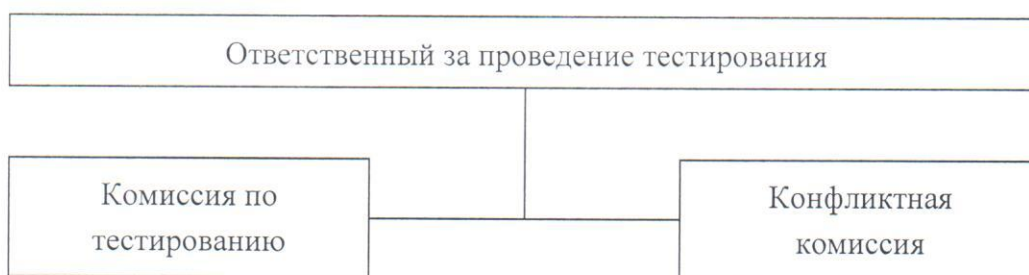 Ответственный за проведение тестирования
Комиссия по
тестированию
Конфликтная
комиссия